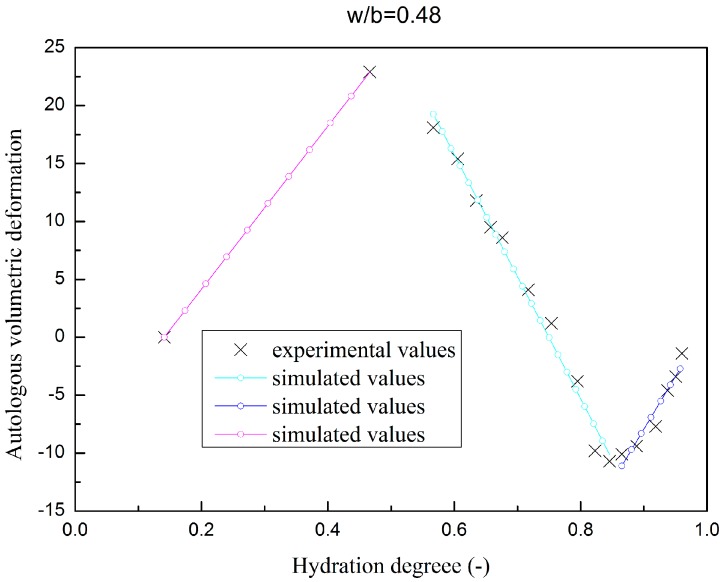 w/b=0.48
Autologous volumetric deformation
25
20
15
10
5
0
-5
-10
-15
experimental values
simulated values
simulated values
simulated values
0.0 0.2 0.4 0.6 0.8 1.0
Hydration degreee (-)